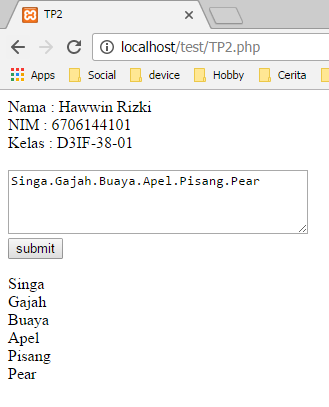 TP2
localhost/test/TP2.php
Apps Social device Hobby Cerita
Nama : Hawwin Rizki
NIM : 6706144101
Kelas : D3IF-38-01
Singa.Gajah.Buaya.Apel.Pisang.Pear
submit
Singa
Gajah
Buaya
Apel
Pisang
Pear